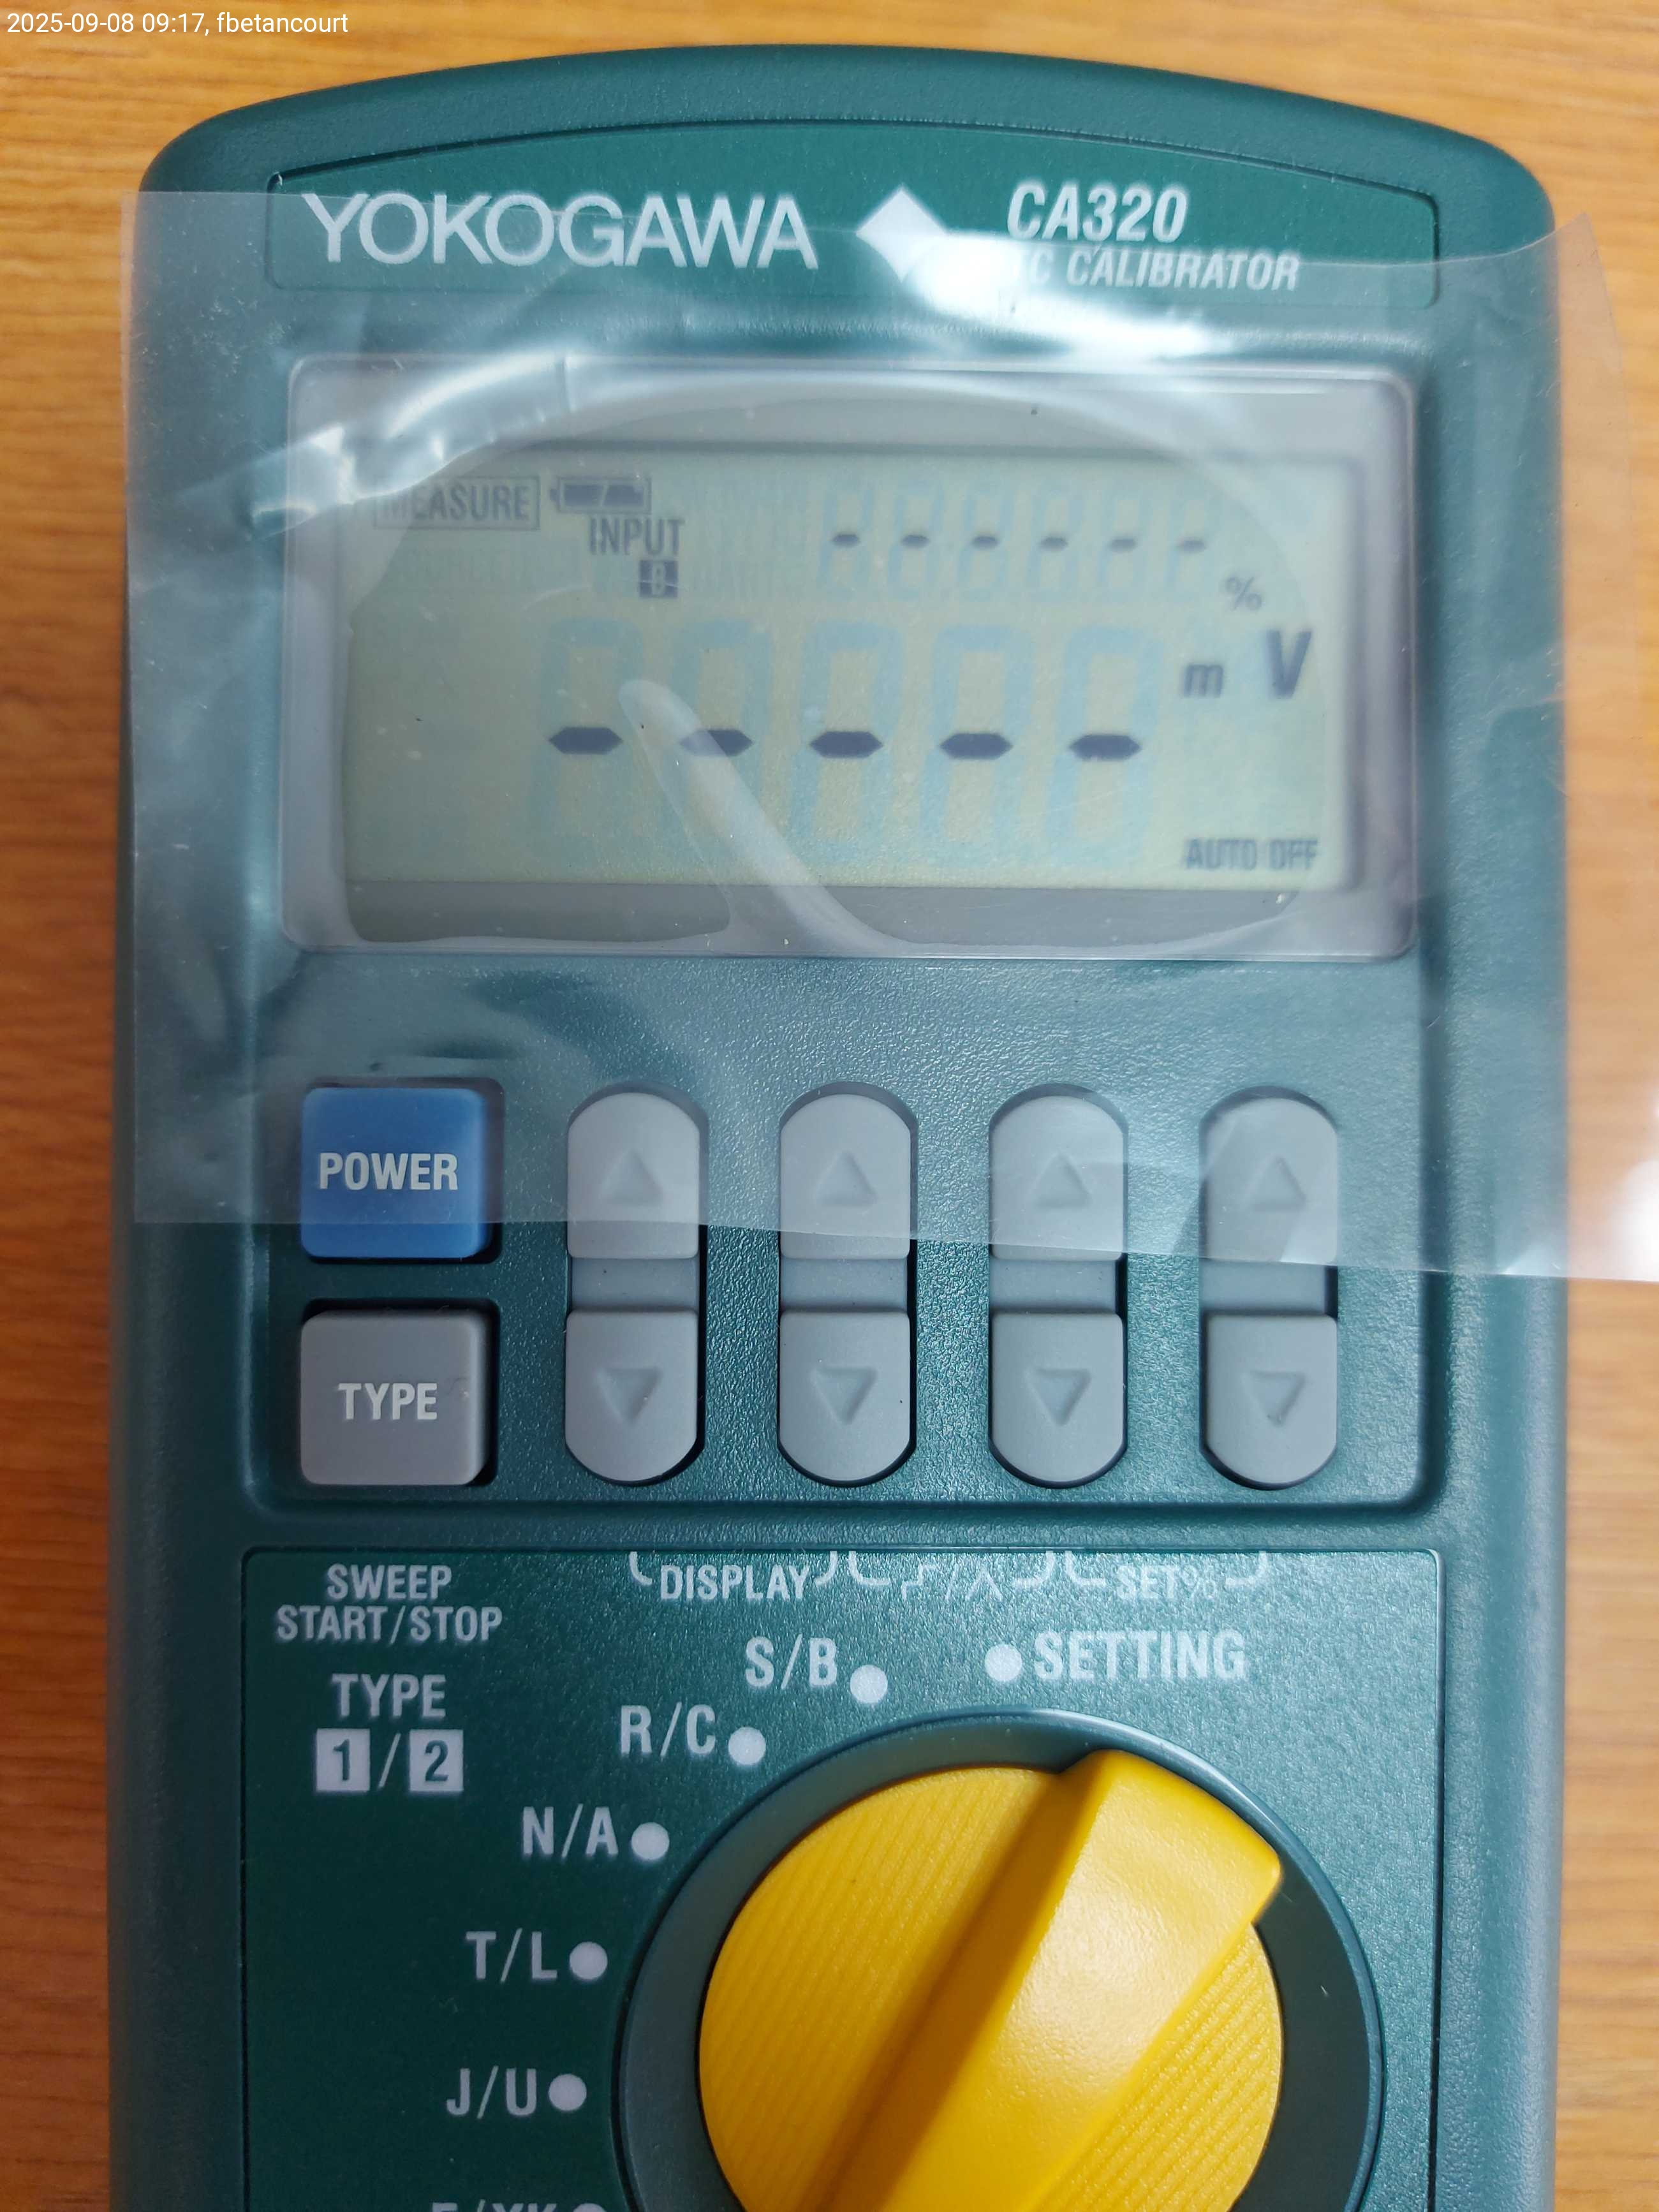 2025-09-08 09:17, fbetancourt
YOKOGAWA CA320
CALIBRATOR
MEASURE
INPUT
- - - - - -
%
m V
- - - - -
AUTO OFF
POWER
TYPE
SWEEP
START/STOP
TYPE
1/2
DISPLAY
SET%
S/B
SETTING
R/C
N/A
T/L
J/U